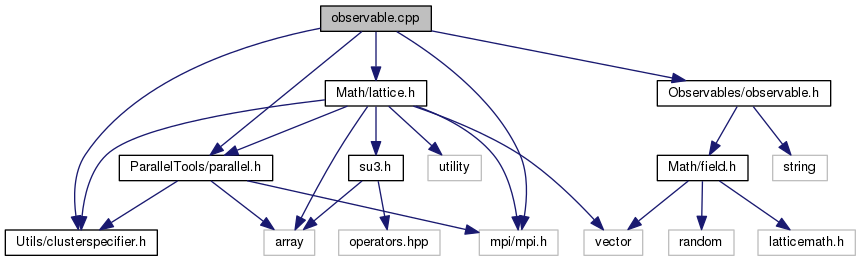 observable.cpp
Math/lattice.h
Observables/observable.h
ParallelTools/parallel.h
su3.h
utility
Math/field.h
string
Utils/clusterspecifier.h
array
operators.hpp
mpi/mpi.h
vector
random
latticemath.h